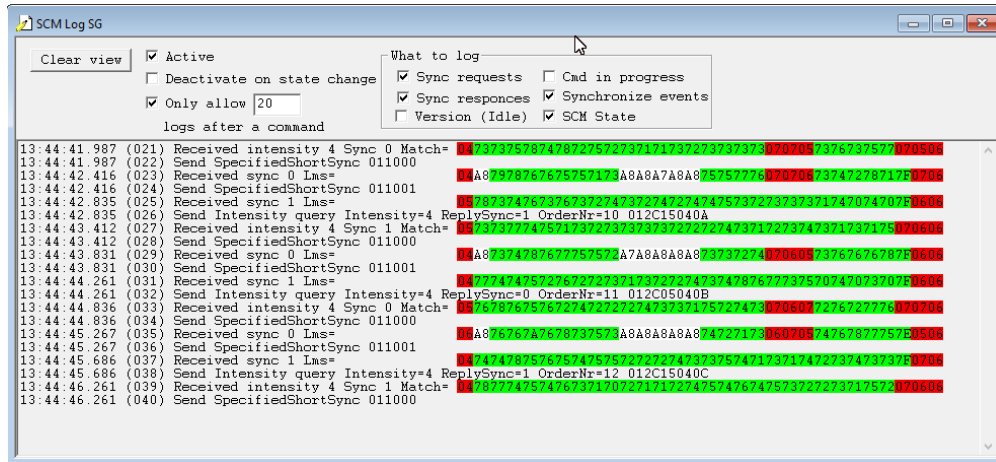 SCM Log SG
Clear view
Active
Deactivate on state change
Only allow 20
logs after a command
What to log
Sync requests
Cmd in progress
Sync responces
Synchronize events
Version (Idle)
SCM State
13:44:41.987 (021) Received intensity 4 Sync 0 Match= 04737375787478727572737171737273737373070705737673757 7070506
13:44:41.987 (022) Send SpecifiedShortSync 011000
13:44:42.416 (023) Received sync 0 Lms= 04A8797876767575717 3A8A8A7A8A875757776070706737472787 17F0706
13:44:42.416 (024) Send SpecifiedShortSync 011001
13:44:42.835 (025) Received sync 1 Lms=
13:44:42.835 (026) Send Intensity query Intensity=4 ReplySync=1 OrderNr=10 012C15040A
13:44:43.412 (027) Received intensity 4 Sync 1 Match=
13:44:43.412 (028) Send SpecifiedShortSync 011000
13:44:43.831 (029) Received sync 0 Lms=
13:44:43.831 (030) Send SpecifiedShortSync 011001
13:44:44.261 (031) Received sync 1 Lms=
13:44:44.261 (032) Send Intensity query Intensity=4 ReplySync=0 OrderNr=11 012C05040B
13:44:44.836 (033) Received intensity 4 Sync 0 Match=
13:44:44.836 (034) Send SpecifiedShortSync 011000
13:44:45.267 (035) Received sync 0 Lms=
13:44:45.267 (036) Send SpecifiedShortSync 011001
13:44:45.686 (037) Received sync 1 Lms=
13:44:45.686 (038) Send Intensity query Intensity=4 ReplySync=1 OrderNr=12 012C15040C
13:44:46.261 (039) Received intensity 4 Sync 1 Match=
13:44:46.261 (040) Send SpecifiedShortSync 011000